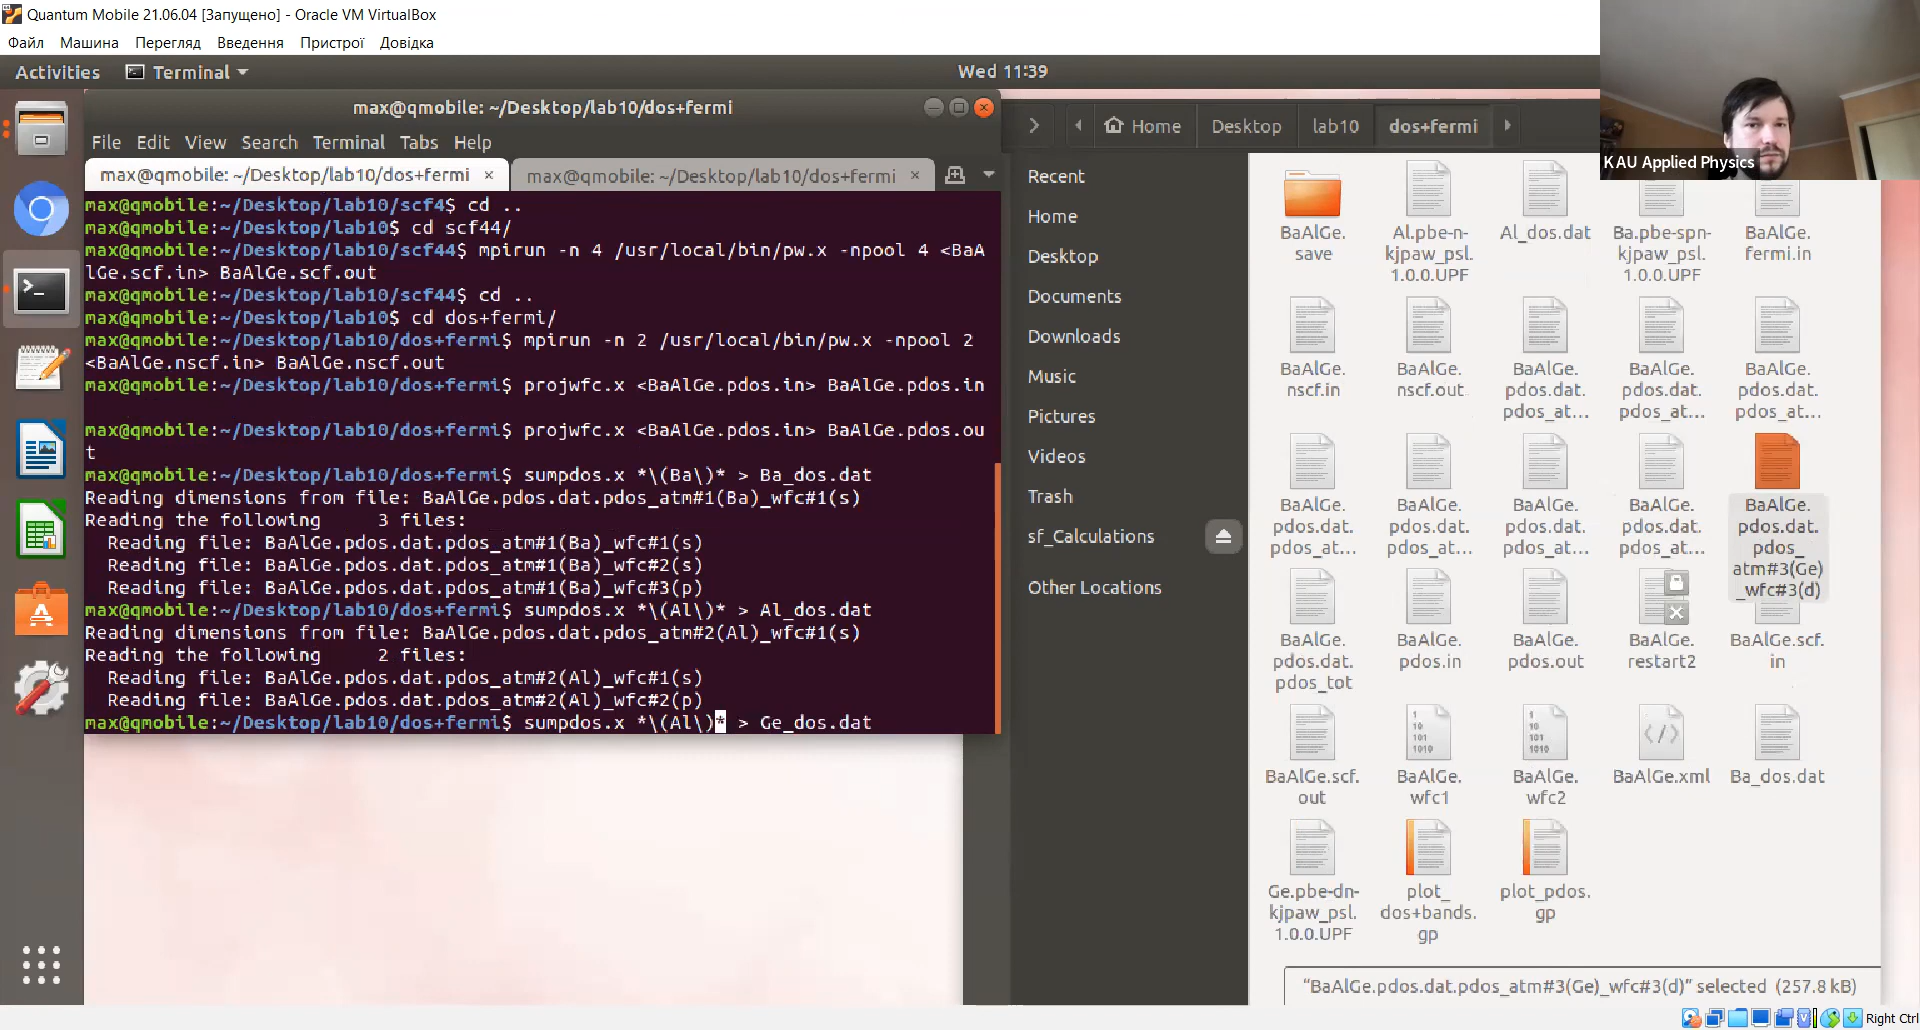 Quantum Mobile 21.06.04 [Запущено] - Oracle VM VirtualBox
Файл Машина Перегляд Введення Пристрої Довідка
Activities Terminal Wed 11:39
max@qmobile: ~/Desktop/lab10/dos+fermi
File Edit View Search Terminal Tabs Help
max@qmobile: ~/Desktop/lab10/dos+fermi × max@qmobile: ~/Desktop/lab10/dos+fermi ×
max@qmobile:~/Desktop/lab10/scf4$ cd ..
max@qmobile:~/Desktop/lab10$ cd scf44/
max@qmobile:~/Desktop/lab10/scf44$ mpirun -n 4 /usr/local/bin/pw.x -npool 4 <BaA
lGe.scf.in> BaAlGe.scf.out
max@qmobile:~/Desktop/lab10/scf44$ cd ..
max@qmobile:~/Desktop/lab10$ cd dos+fermi/
max@qmobile:~/Desktop/lab10/dos+fermi$ mpirun -n 2 /usr/local/bin/pw.x -npool 2
<BaAlGe.nscf.in> BaAlGe.nscf.out
max@qmobile:~/Desktop/lab10/dos+fermi$ projwfc.x <BaAlGe.pdos.in> BaAlGe.pdos.in
max@qmobile:~/Desktop/lab10/dos+fermi$ projwfc.x <BaAlGe.pdos.in> BaAlGe.pdos.ou
t
max@qmobile:~/Desktop/lab10/dos+fermi$ sumpdos.x *\(Ba\)* > Ba_dos.dat
Reading dimensions from file: BaAlGe.pdos.dat.pdos_atm#1(Ba)_wfc#1(s)
Reading the following 3 files:
Reading file: BaAlGe.pdos.dat.pdos_atm#1(Ba)_wfc#1(s)
Reading file: BaAlGe.pdos.dat.pdos_atm#1(Ba)_wfc#2(s)
Reading file: BaAlGe.pdos.dat.pdos_atm#1(Ba)_wfc#3(p)
max@qmobile:~/Desktop/lab10/dos+fermi$ sumpdos.x *\(Al\)* > Al_dos.dat
Reading dimensions from file: BaAlGe.pdos.dat.pdos_atm#2(Al)_wfc#1(s)
Reading the following 2 files:
Reading file: BaAlGe.pdos.dat.pdos_atm#2(Al)_wfc#1(s)
Reading file: BaAlGe.pdos.dat.pdos_atm#2(Al)_wfc#2(p)
max@qmobile:~/Desktop/lab10/dos+fermi$ sumpdos.x *\(Al\)* > Ge_dos.dat
Home Desktop lab10 dos+fermi
Recent
Home
Desktop
Documents
Downloads
Music
Pictures
Videos
Trash
sf_Calculations
Other Locations
KAU Applied Physics
BaAlGe. Al.pbe-n- Al_dos.dat Ba.pbe-spn- BaAlGe.
save kjpaw_psl. kjpaw_psl. fermi.in
1.0.0.UPF 1.0.0.UPF
BaAlGe. BaAlGe. BaAlGe. BaAlGe. BaAlGe.
nscf.in nscf.out pdos.dat. pdos.dat. pdos.dat.
pdos_at... pdos_at... pdos_at...
BaAlGe. BaAlGe. BaAlGe. BaAlGe. BaAlGe.
pdos.dat. pdos.dat. pdos.dat. pdos.dat. pdos.dat.
pdos_at... pdos_at... pdos_at... pdos_at... pdos_
atm#3(Ge)
_wfc#3(d)
BaAlGe. BaAlGe. BaAlGe. BaAlGe. BaAlGe.scf.
pdos.dat. pdos.in pdos.out restart2 in
pdos_tot
BaAlGe.scf. BaAlGe. BaAlGe. BaAlGe.xml Ba_dos.dat
out wfc1 wfc2
Ge.pbe-dn- plot_ plot_pdos.
kjpaw_psl. dos+bands. gp
1.0.0.UPF gp
"BaAlGe.pdos.dat.pdos_atm#3(Ge)_wfc#3(d)" selected (257.8 kB)
Right Ctrl